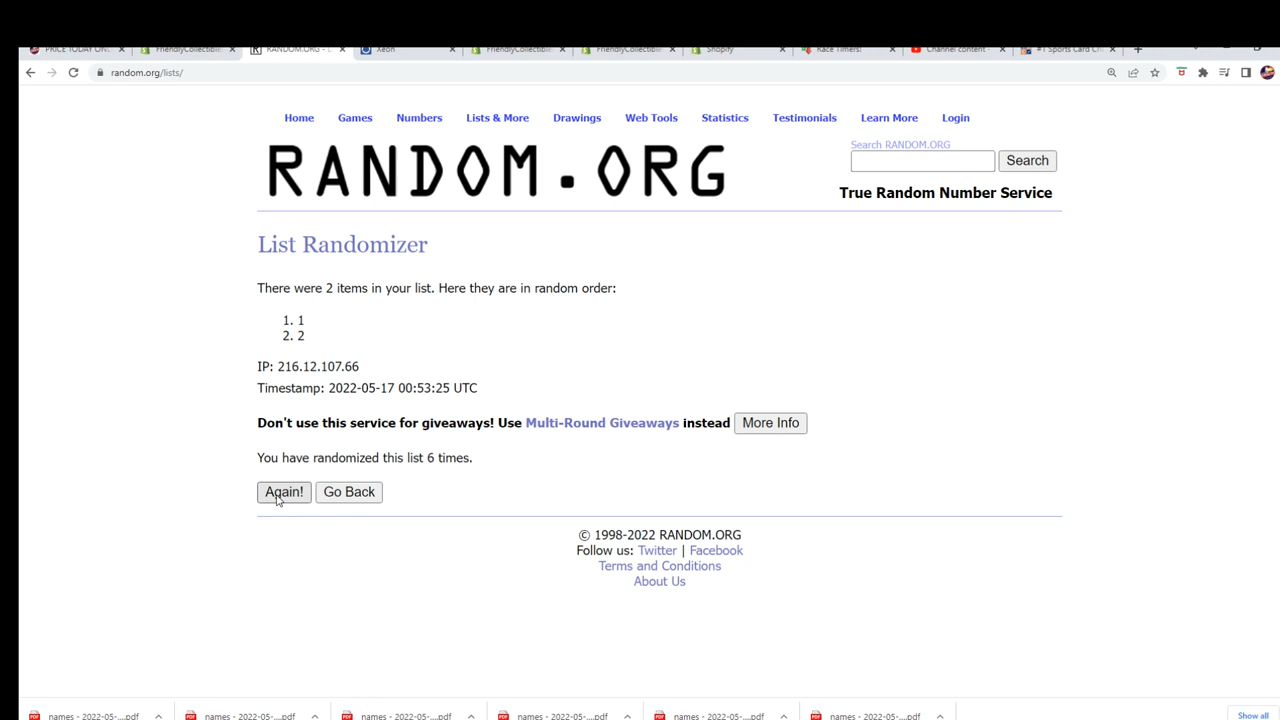 PRICE TODAY ONL
FriendlyCollectible
RANDOM.ORG - L
Xeon
FriendlyCollectible
FriendlyCollectible
Shopify
Race Timers!
Channel content -
#1 Sports Card Ch
random.org/lists/
Home Games Numbers Lists & More Drawings Web Tools Statistics Testimonials Learn More Login
RANDOM.ORG
Search RANDOM.ORG
Search
True Random Number Service
List Randomizer
There were 2 items in your list. Here they are in random order:
1. 1
2. 2
IP: 216.12.107.66
Timestamp: 2022-05-17 00:53:25 UTC
Don't use this service for giveaways! Use Multi-Round Giveaways instead More Info
You have randomized this list 6 times.
Again! Go Back
© 1998-2022 RANDOM.ORG
Follow us: Twitter | Facebook
Terms and Conditions
About Us
names - 2022-05-....pdf names - 2022-05-....pdf names - 2022-05-....pdf names - 2022-05-....pdf names - 2022-05-....pdf names - 2022-05-....pdf Show all